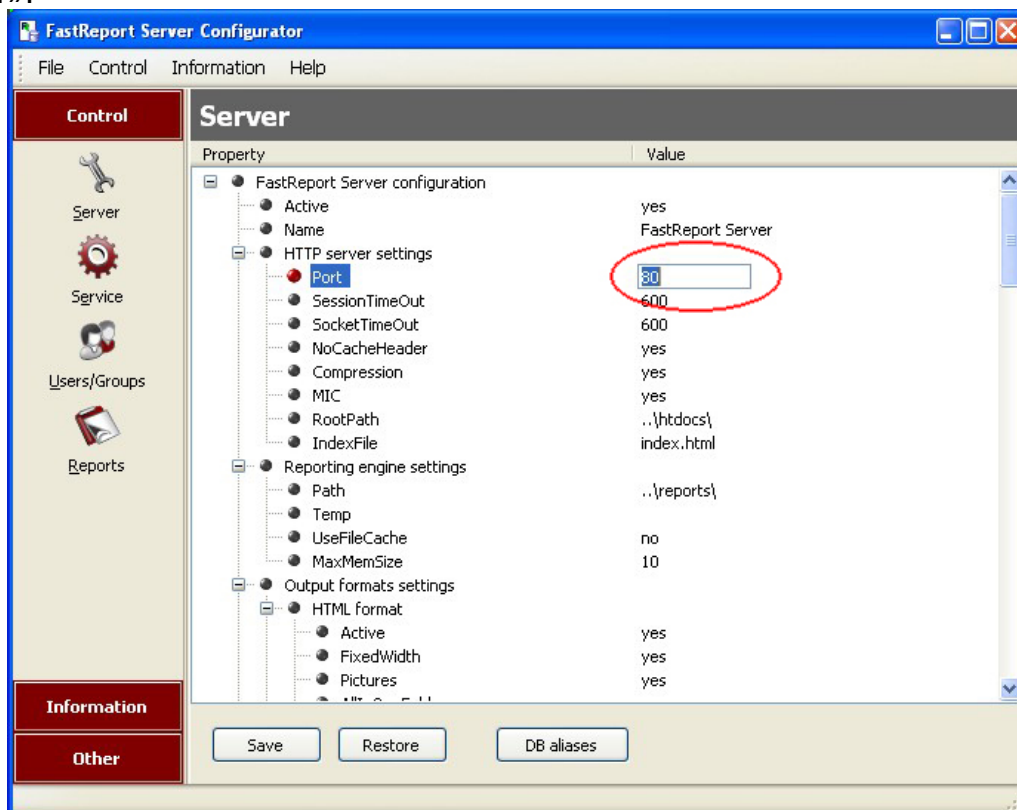 FastReport Server Configurator
File Control Information Help
Control
Server
Service
Users/Groups
Reports
Information
Other
Server
Property Value
FastReport Server configuration
Active yes
Name FastReport Server
HTTP server settings
Port 80
SessionTimeOut 600
SocketTimeOut 600
NoCacheHeader yes
Compression yes
MIC yes
RootPath ..\htdocs\
IndexFile index.html
Reporting engine settings
Path ..\reports\
Temp
UseFileCache no
MaxMemSize 10
Output formats settings
HTML format
Active yes
FixedWidth yes
Pictures yes
Save Restore DB aliases